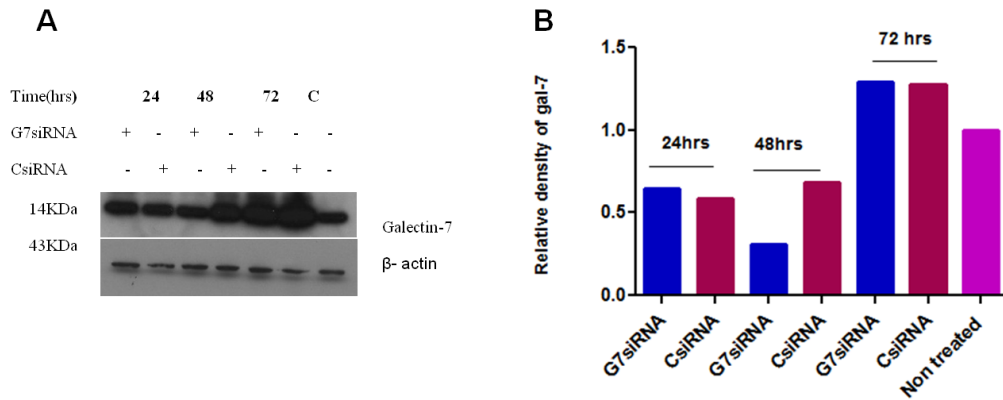 A
Time(hrs) 24 48 72 C
G7siRNA + - + - + - -
CsiRNA - + - + - + -
14KDa
Galectin-7
43KDa
β- actin
B
Relative density of gal-7
1.5
1.0
0.5
0.0
24hrs
48hrs
72 hrs
G7siRNA
CsiRNA
G7siRNA
CsiRNA
G7siRNA
CsiRNA
Non treated